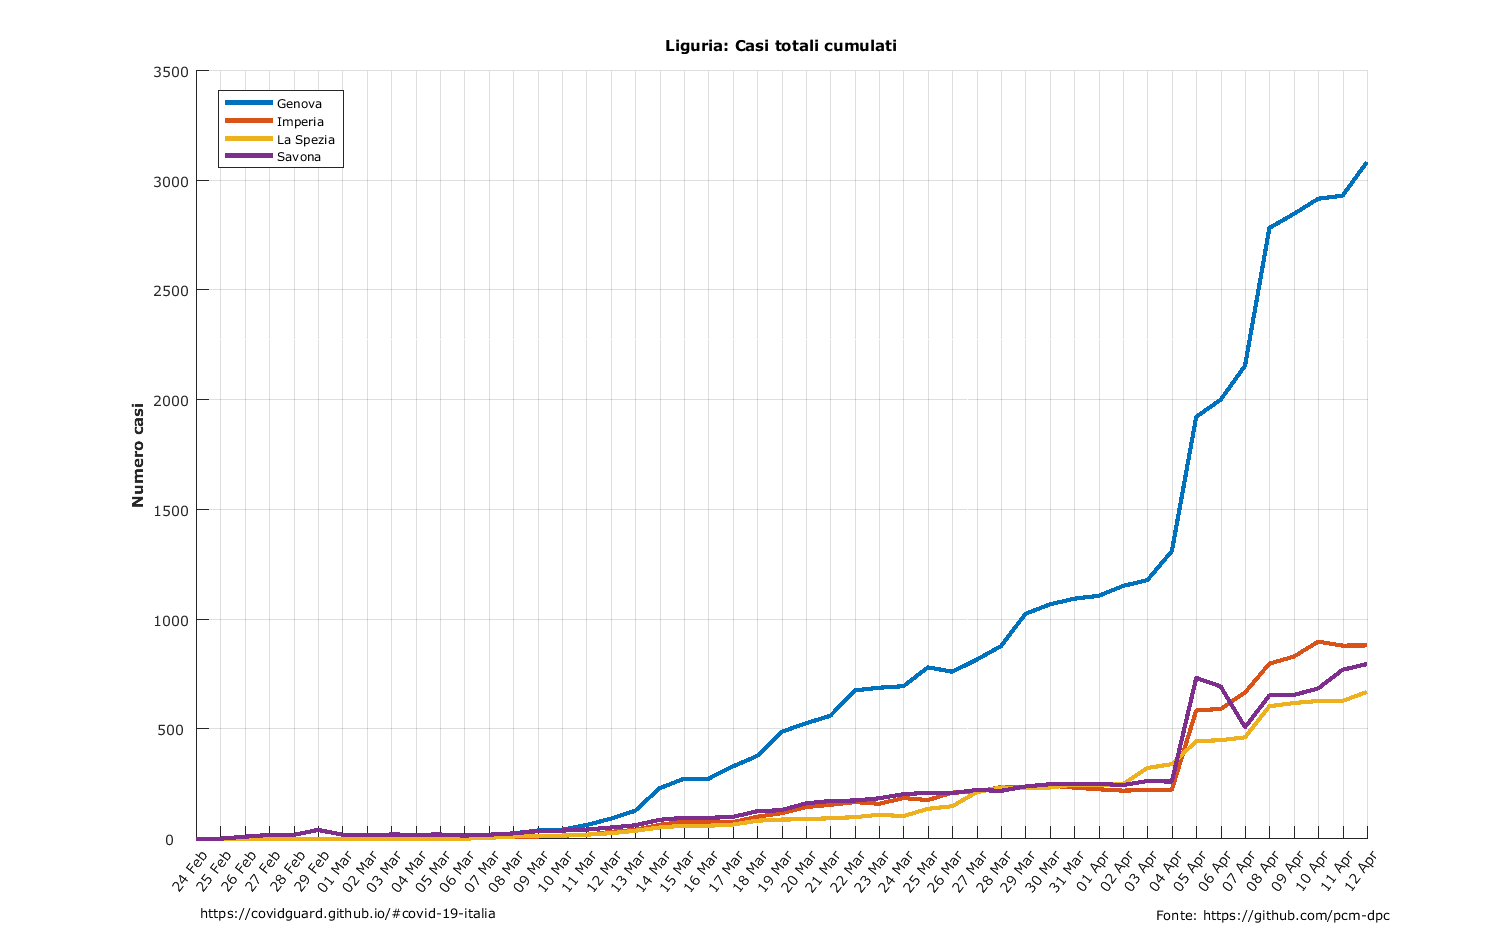 Liguria: Casi totali cumulati
3500
3000
2500
2000
1500
1000
500
0
Numero casi
Genova
Imperia
La Spezia
Savona
24 Feb
25 Feb
26 Feb
27 Feb
28 Feb
29 Feb
01 Mar
02 Mar
03 Mar
04 Mar
05 Mar
06 Mar
07 Mar
08 Mar
09 Mar
10 Mar
11 Mar
12 Mar
13 Mar
14 Mar
15 Mar
16 Mar
17 Mar
18 Mar
19 Mar
20 Mar
21 Mar
22 Mar
23 Mar
24 Mar
25 Mar
26 Mar
27 Mar
28 Mar
29 Mar
30 Mar
31 Mar
01 Apr
02 Apr
03 Apr
04 Apr
05 Apr
06 Apr
07 Apr
08 Apr
09 Apr
10 Apr
11 Apr
12 Apr
https://covidguard.github.io/#covid-19-italia
Fonte: https://github.com/pcm-dpc